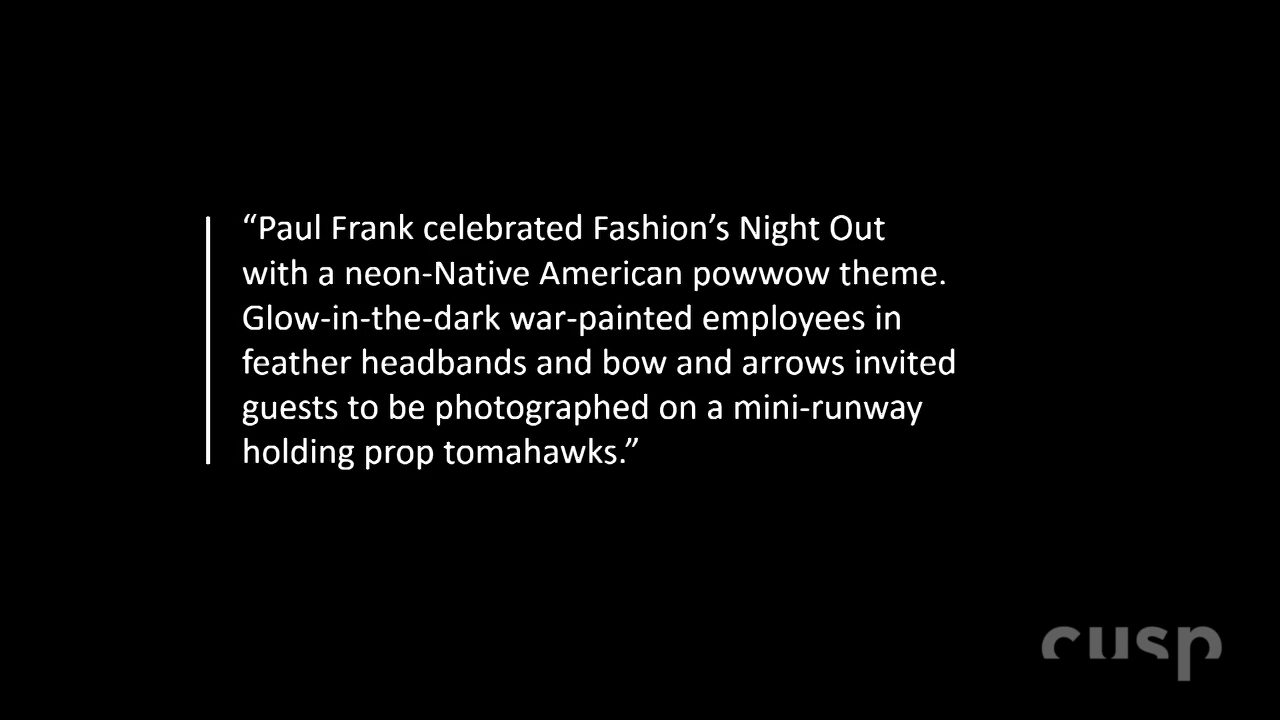 “Paul Frank celebrated Fashion’s Night Out
with a neon-Native American powwow theme.
Glow-in-the-dark war-painted employees in
feather headbands and bow and arrows invited
guests to be photographed on a mini-runway
holding prop tomahawks.”
cusp